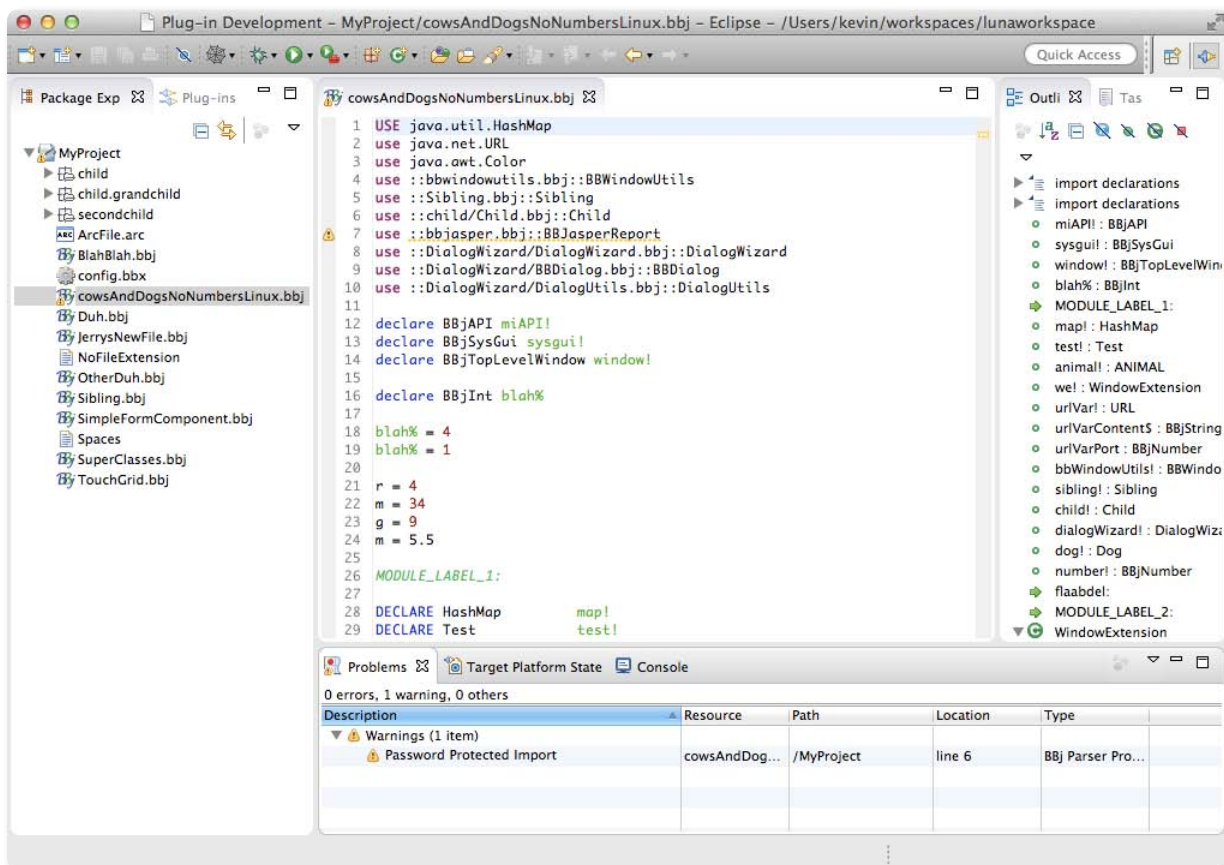 Plug-in Development – MyProject/cowsAndDogsNoNumbersLinux.bbj – Eclipse – /Users/kevin/workspaces/lunaworkspace
Quick Access
Package Exp
Plug-ins
MyProject
child
child.grandchild
secondchild
ArcFile.arc
BlahBlah.bbj
config.bbx
cowsAndDogsNoNumbersLinux.bbj
Duh.bbj
JerrysNewFile.bbj
NoFileExtension
OtherDuh.bbj
Sibling.bbj
SimpleFormComponent.bbj
Spaces
SuperClasses.bbj
TouchGrid.bbj
cowsAndDogsNoNumbersLinux.bbj
1 USE java.util.HashMap
2 use java.net.URL
3 use java.awt.Color
4 use ::bbwindowutils.bbj::BBWindowUtils
5 use ::Sibling.bbj::Sibling
6 use ::child/Child.bbj::Child
7 use ::bbjasper.bbj::BBJasperReport
8 use ::DialogWizard/DialogWizard.bbj::DialogWizard
9 use ::DialogWizard/BBDialog.bbj::BBDialog
10 use ::DialogWizard/DialogUtils.bbj::DialogUtils
11
12 declare BBjAPI miAPI!
13 declare BBjSysGui sysgui!
14 declare BBjTopLevelWindow window!
15
16 declare BBjInt blah%
17
18 blah% = 4
19 blah% = 1
20
21 r = 4
22 m = 34
23 g = 9
24 m = 5.5
25
26 MODULE_LABEL_1:
27
28 DECLARE HashMap map!
29 DECLARE Test test!
Outli
Tas
import declarations
import declarations
miAPI! : BBjAPI
sysgui! : BBjSysGui
window! : BBjTopLevelWin
blah% : BBjInt
MODULE_LABEL_1:
map! : HashMap
test! : Test
animal! : ANIMAL
we! : WindowExtension
urlVar! : URL
urlVarContent$ : BBjString
urlVarPort : BBjNumber
bbWindowUtils! : BBWindo
sibling! : Sibling
child! : Child
dialogWizard! : DialogWiza
dog! : Dog
number! : BBjNumber
flaabdel:
MODULE_LABEL_2:
WindowExtension
Problems
Target Platform State
Console
0 errors, 1 warning, 0 others
Description Resource Path Location Type
Warnings (1 item)
Password Protected Import cowsAndDog... /MyProject line 6 BBj Parser Pro...